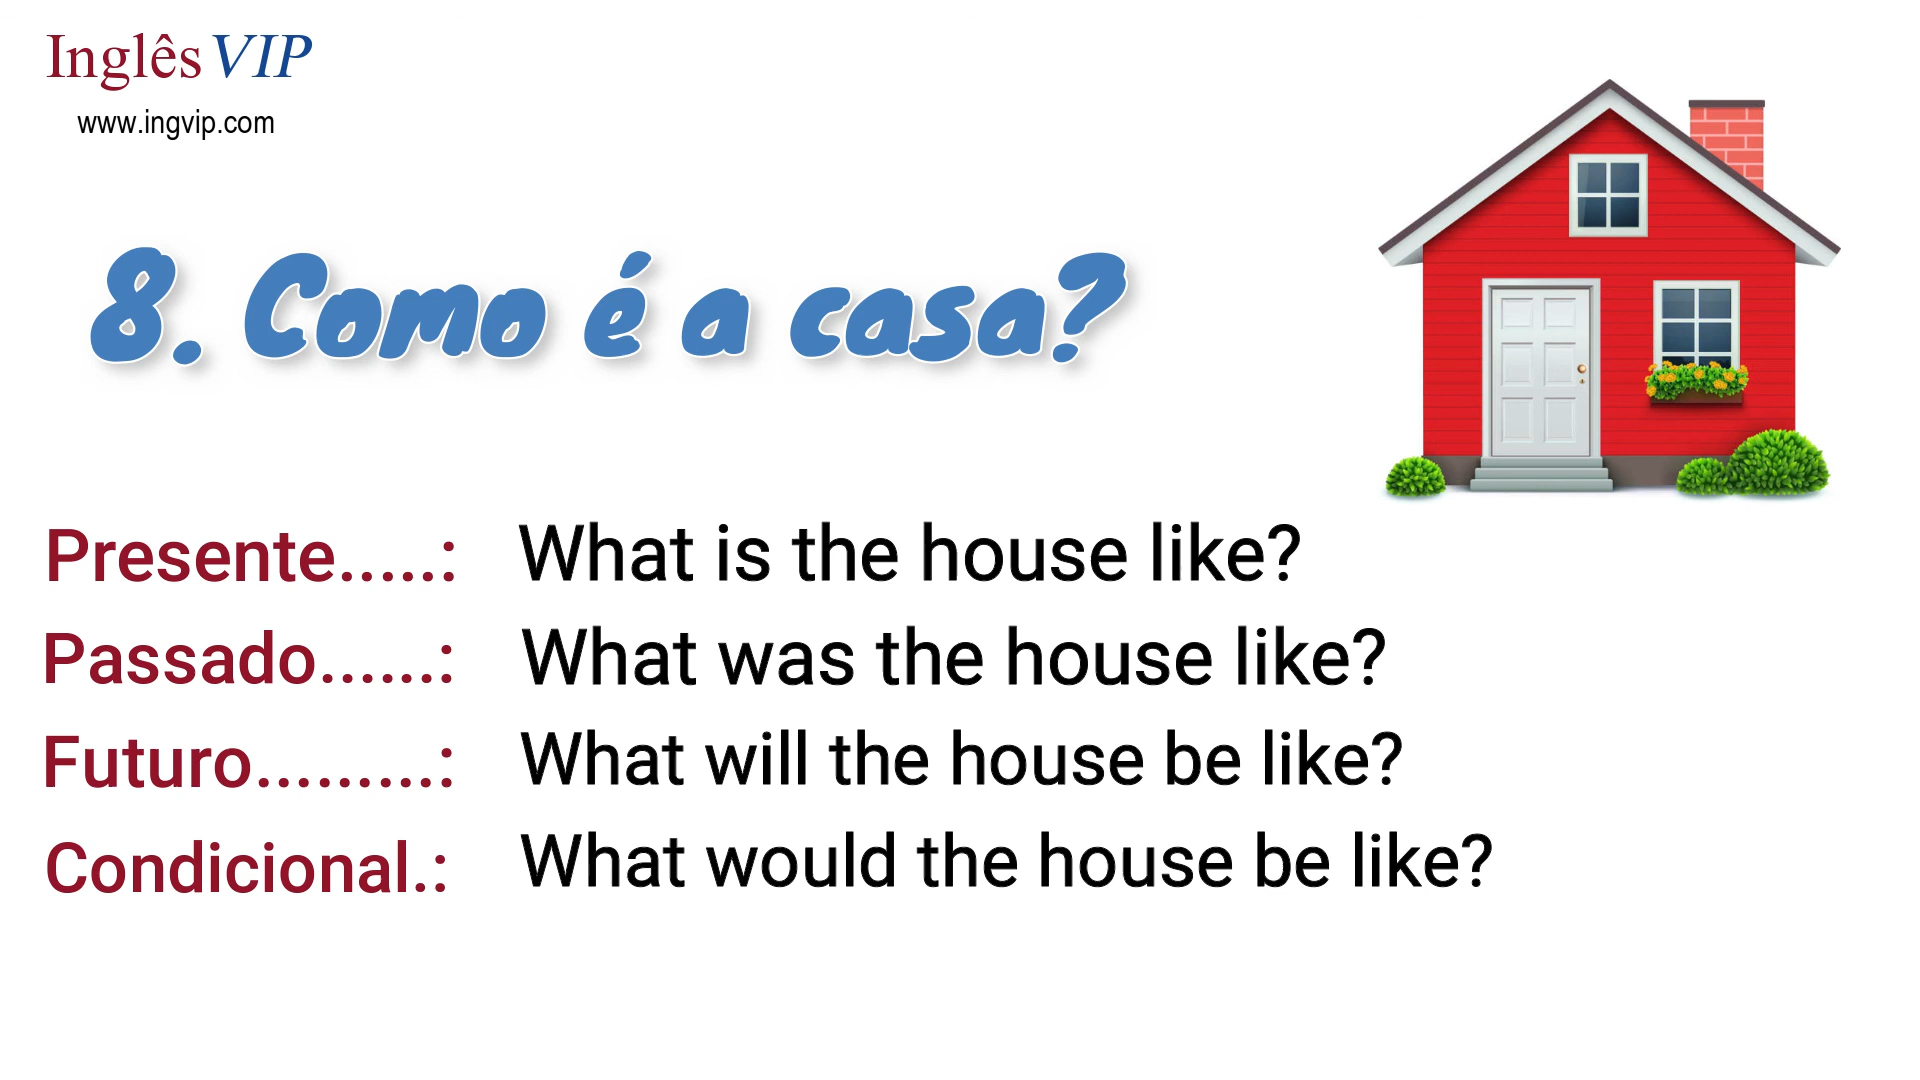 Inglês VIP
www.ingvip.com
8. Como é a casa?
Presente.....: What is the house like?
Passado......: What was the house like?
Futuro.........: What will the house be like?
Condicional.: What would the house be like?